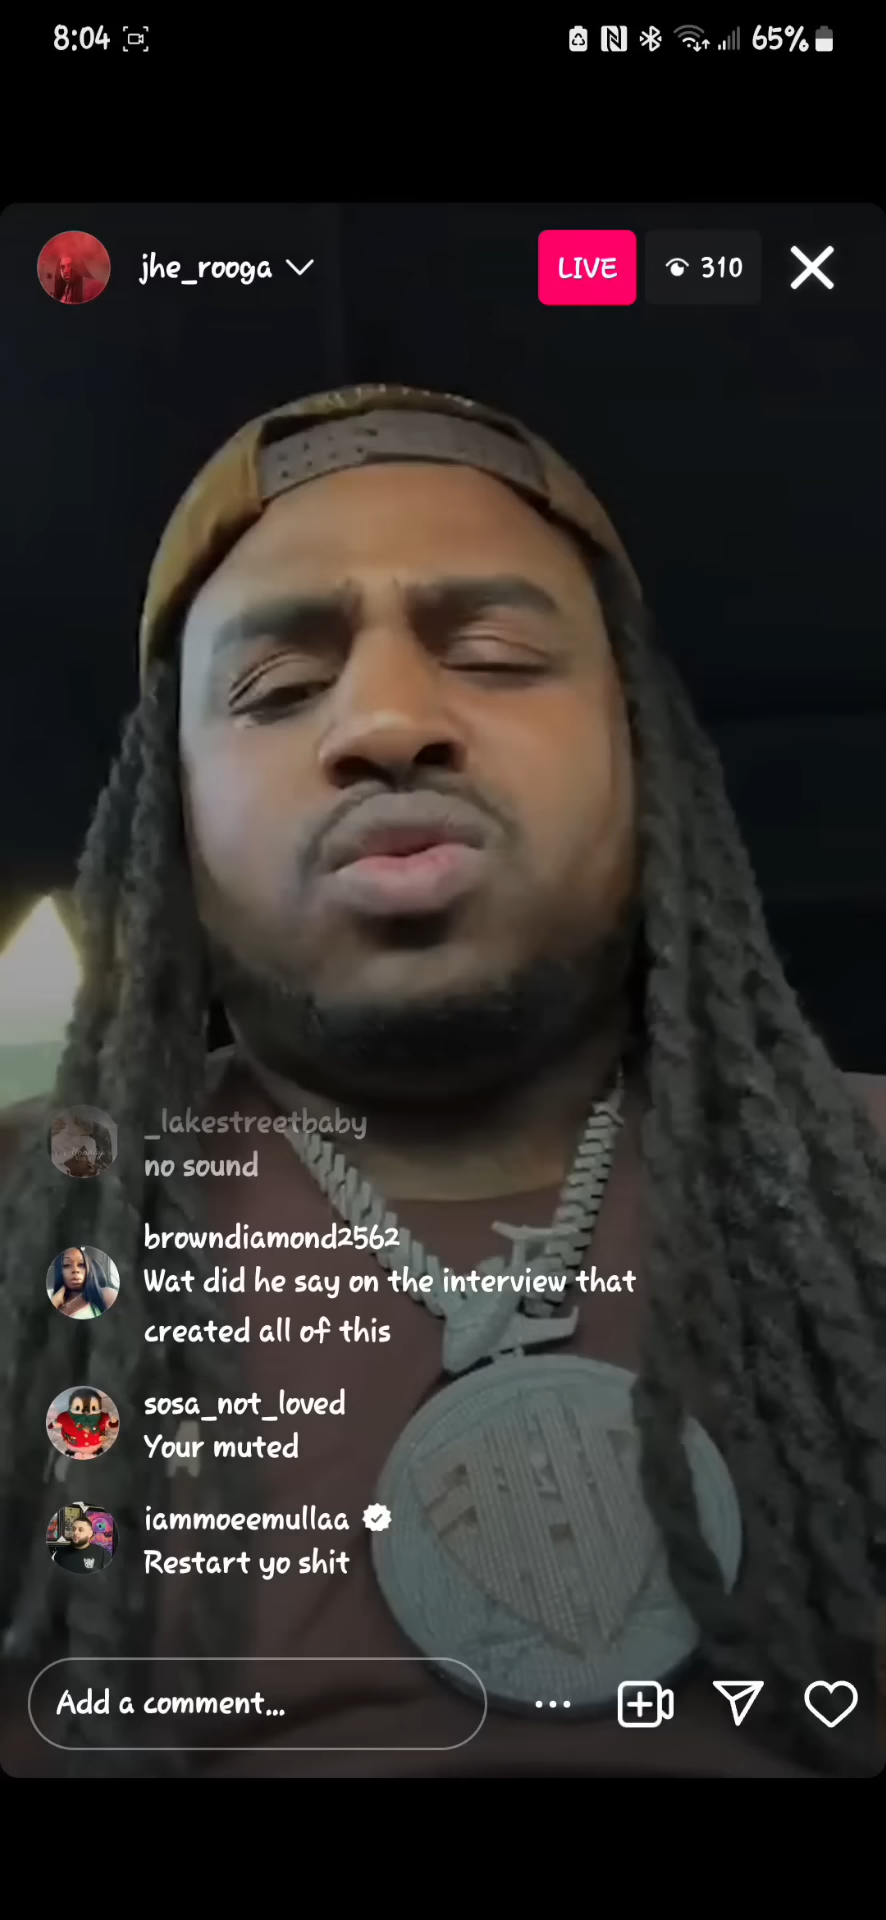 8:04
65%
jhe_rooga
LIVE
310
_lakestreetbaby
no sound
browndiamond2562
Wat did he say on the interview that
created all of this
sosa_not_loved
Your muted
iammoeemullaa
Restart yo shit
Add a comment...